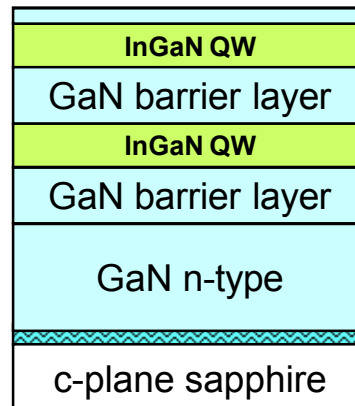 InGaN QW
GaN barrier layer
InGaN QW
GaN barrier layer
GaN n-type
c-plane sapphire